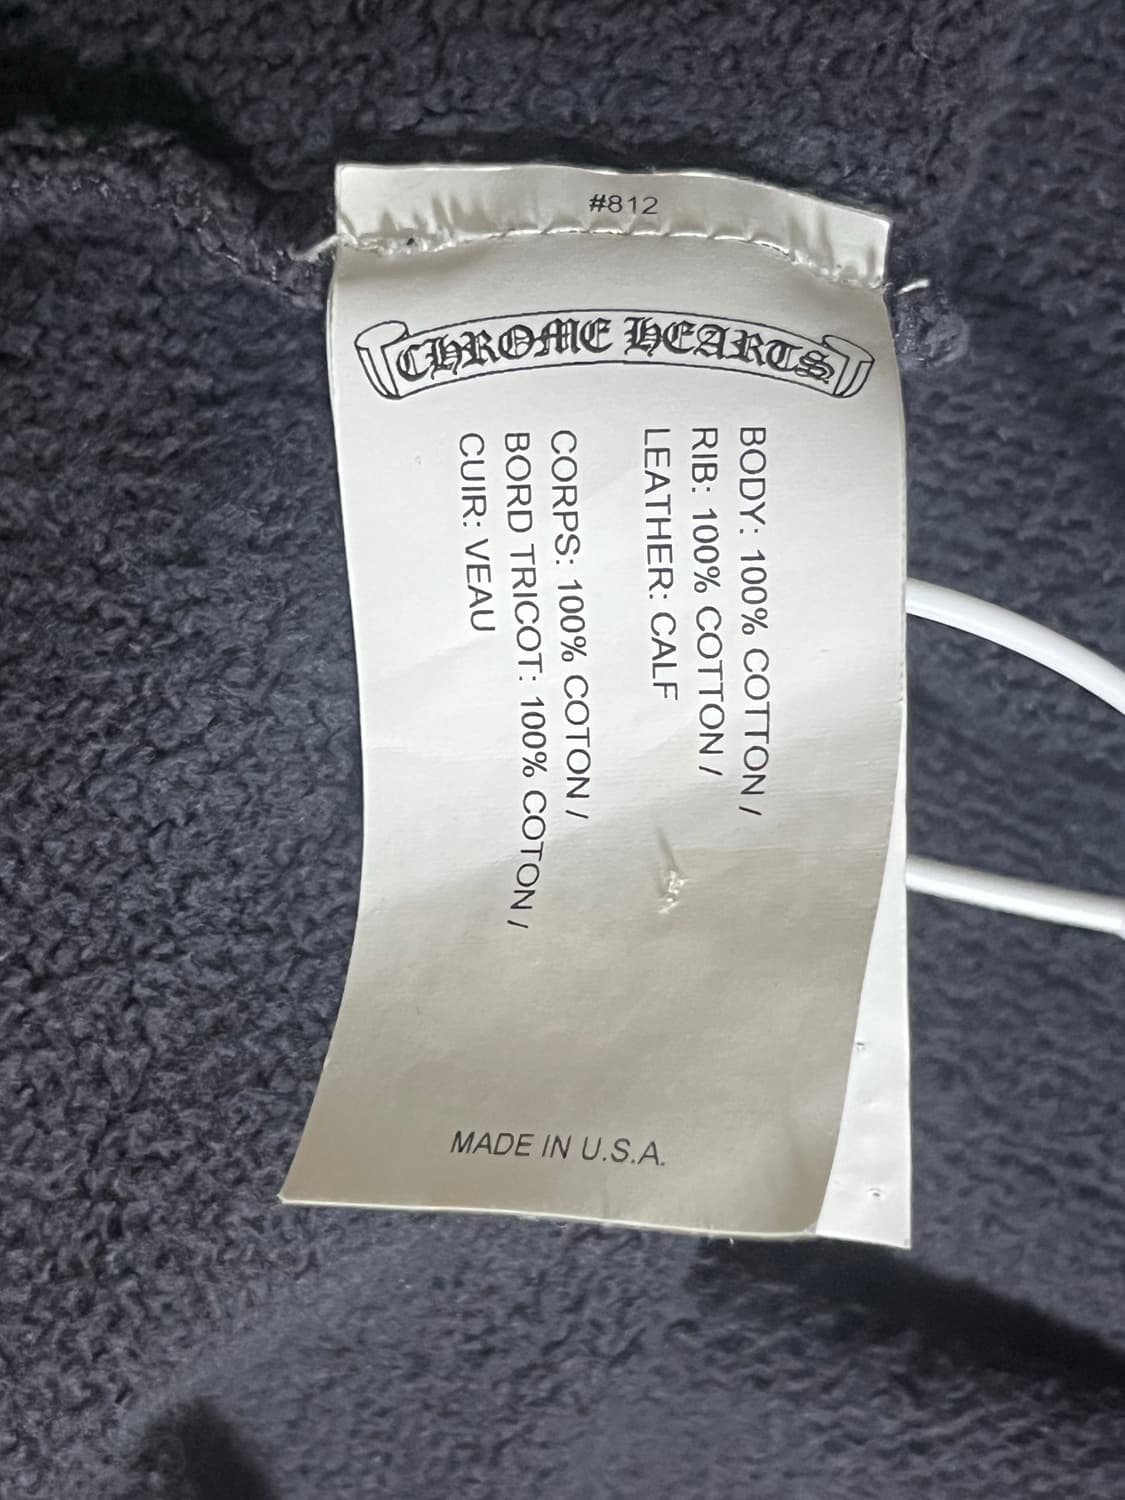 #812
CHROME HEARTS
BODY: 100% COTTON /
RIB: 100% COTTON /
LEATHER: CALF
CORPS: 100% COTON /
BORD TRICOT: 100% COTON /
CUIR: VEAU
MADE IN U.S.A.